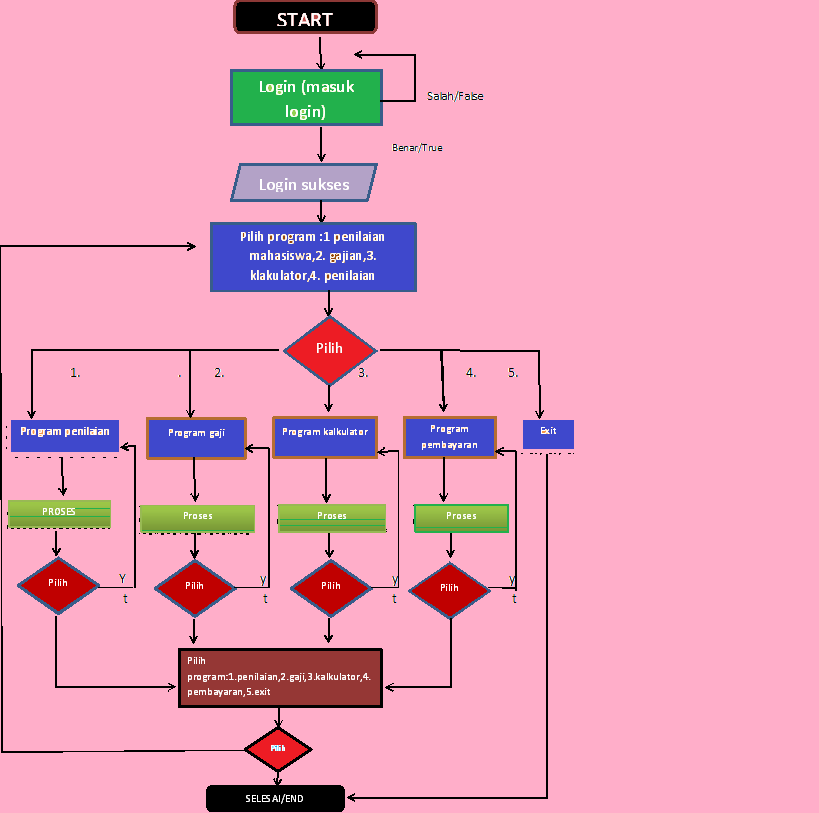 START
Login (masuk
login)
Salah/False
Benar/True
Login sukses
Pilih program :1 penilaian
mahasiswa,2. gajian,3.
klakulator,4. penilaian
Pilih
1.
. 2.
3.
4.
5.
Program penilaian
Program gaji
Program kalkulator
Program
pembayaran
Exit
PROSES
Proses
Proses
Proses
Pilih
Y
t
Pilih
y
t
Pilih
y
t
Pilih
y
t
Pilih
program:1.penilaian,2.gaji,3.kalkulator,4.
pembayaran,5.exit
Pilih
SELESAI/END